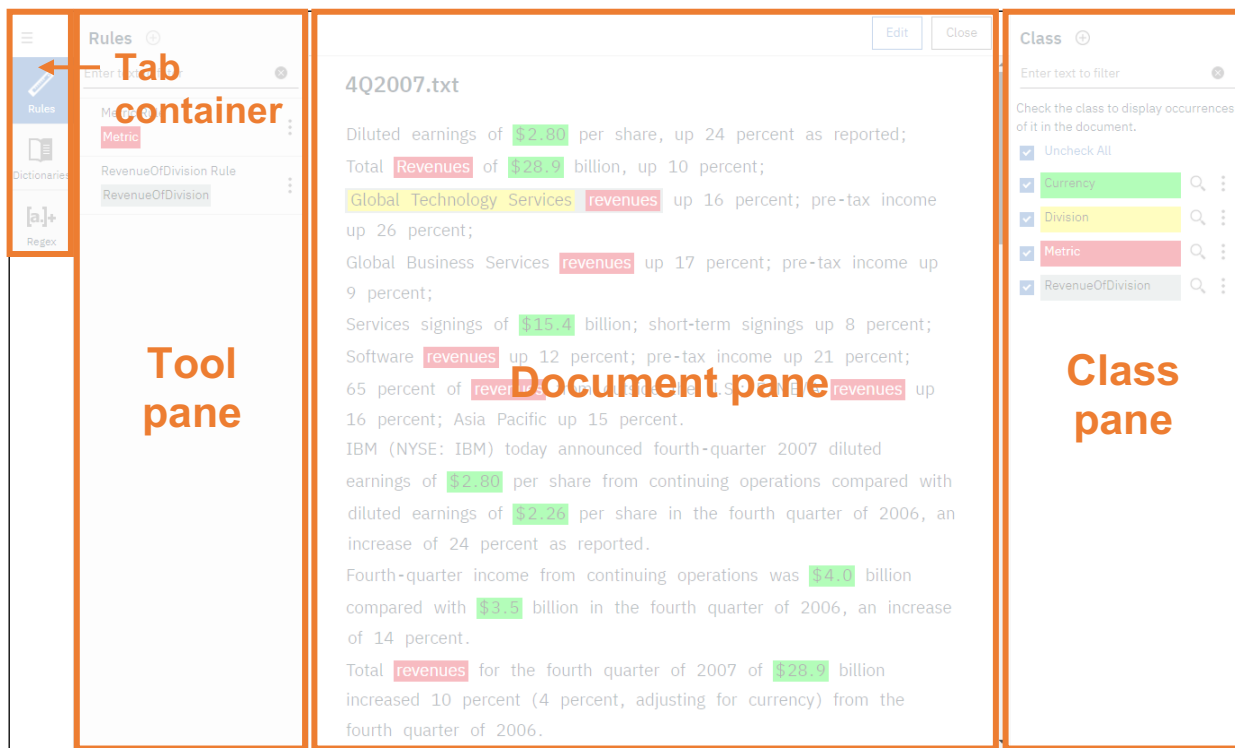 Rules
Dictionaries
[a.]+
Regex
Tab
container
Rules
Enter text to filter
Metric
RevenueOfDivision Rule
RevenueOfDivision
Tool
pane
Edit
Close
4Q2007.txt
Diluted earnings of $2.80 per share, up 24 percent as reported;
Total Revenues of $28.9 billion, up 10 percent;
Global Technology Services revenues up 16 percent; pre-tax income
up 26 percent;
Global Business Services revenues up 17 percent; pre-tax income up
9 percent;
Services signings of $15.4 billion; short-term signings up 8 percent;
Software revenues up 12 percent; pre-tax income up 21 percent;
65 percent of revenues from outside the U.S.; revenues up
16 percent; Asia Pacific up 15 percent.
IBM (NYSE: IBM) today announced fourth-quarter 2007 diluted
earnings of $2.80 per share from continuing operations compared with
diluted earnings of $2.26 per share in the fourth quarter of 2006, an
increase of 24 percent as reported.
Fourth-quarter income from continuing operations was $4.0 billion
compared with $3.5 billion in the fourth quarter of 2006, an increase
of 14 percent.
Total revenues for the fourth quarter of 2007 of $28.9 billion
increased 10 percent (4 percent, adjusting for currency) from the
fourth quarter of 2006.
Document pane
Class
Enter text to filter
Check the class to display occurrences
of it in the document.
Uncheck All
Currency
Division
Metric
RevenueOfDivision
Class
pane